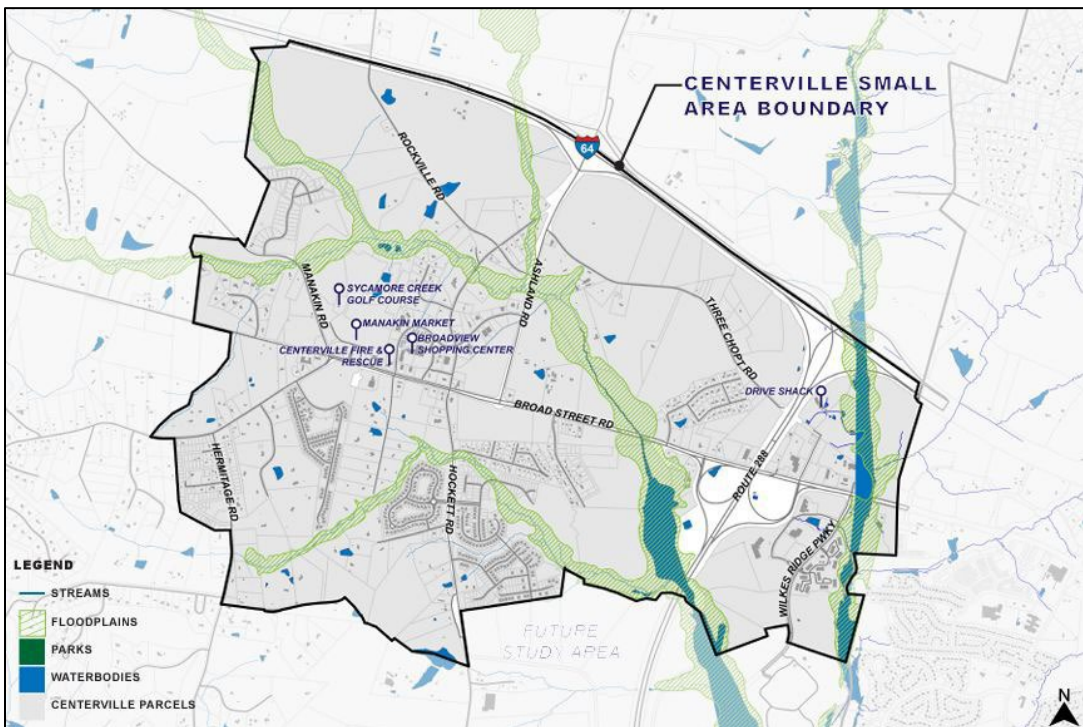 CENTERVILLE SMALL
AREA BOUNDARY
64
ROCKVILLE RD
ASHLAND RD
MANAKIN RD
SYCAMORE CREEK
GOLF COURSE
MANAKIN MARKET
CENTERVILLE FIRE &
RESCUE
BROADVIEW
SHOPPING CENTER
THREE CHOPT RD
DRIVE SHACK
BROAD STREET RD
HERMITAGE RD
HOCKETT RD
ROUTE 288
WILKES RIDGE PWKY
FUTURE
STUDY AREA
LEGEND
STREAMS
FLOODPLAINS
PARKS
WATERBODIES
CENTERVILLE PARCELS
N